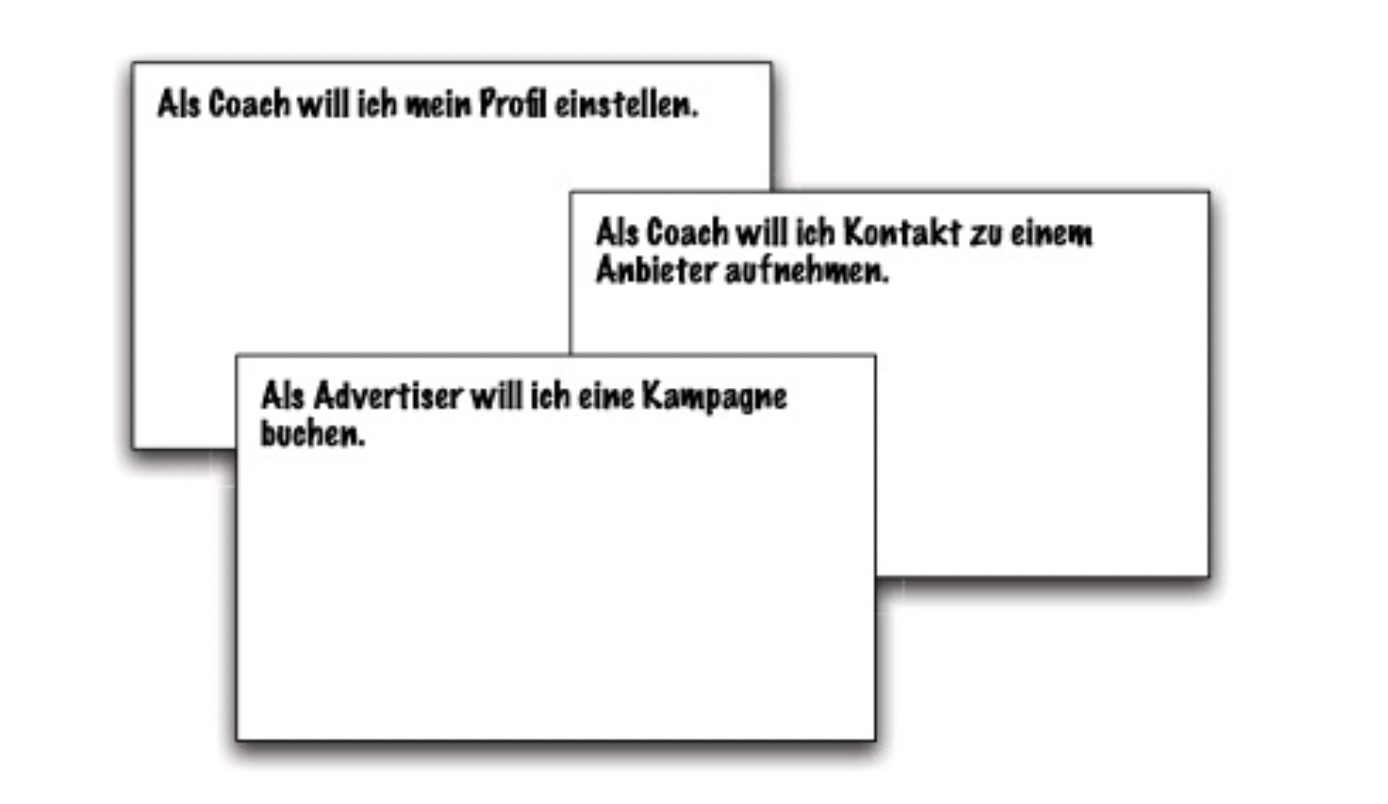 Als Coach will ich mein Profil einstellen.
Als Coach will ich Kontakt zu einem
Anbieter aufnehmen.
Als Advertiser will ich eine Kampagne
buchen.